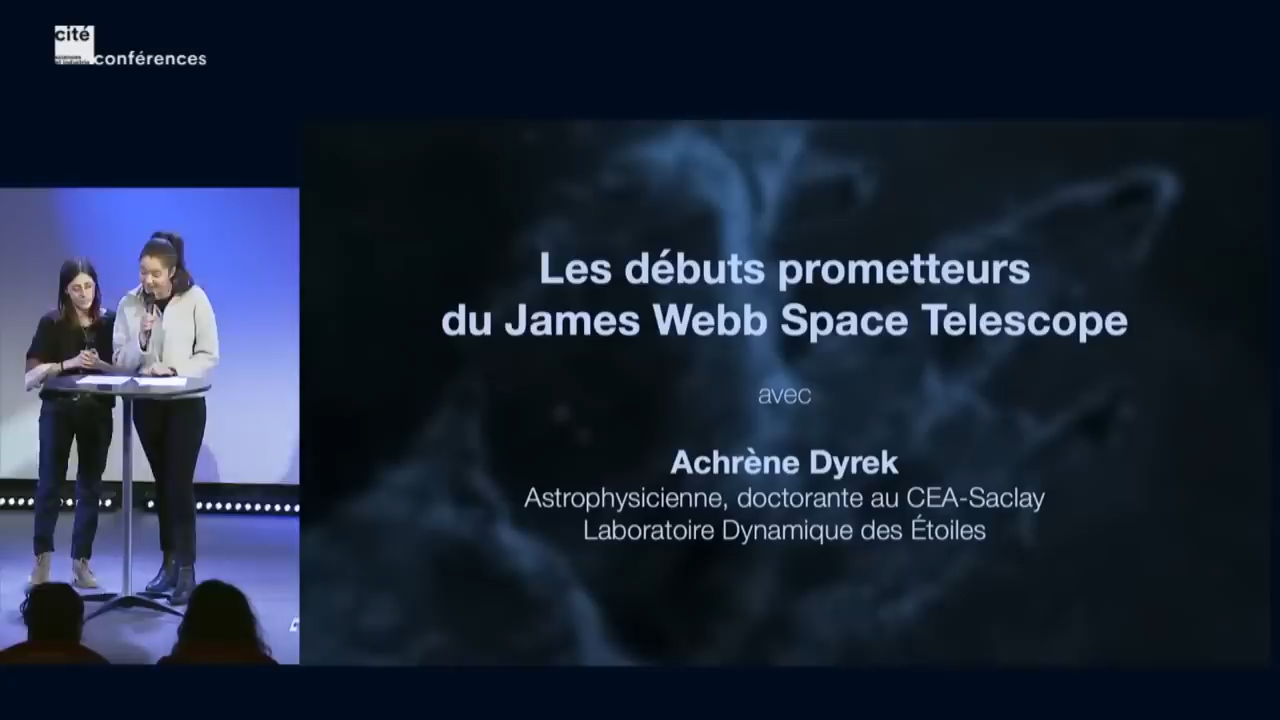 cité
conférences
Les débuts prometteurs
du James Webb Space Telescope
avec
Achrène Dyrek
Astrophysicienne, doctorante au CEA-Saclay
Laboratoire Dynamique des Étoiles